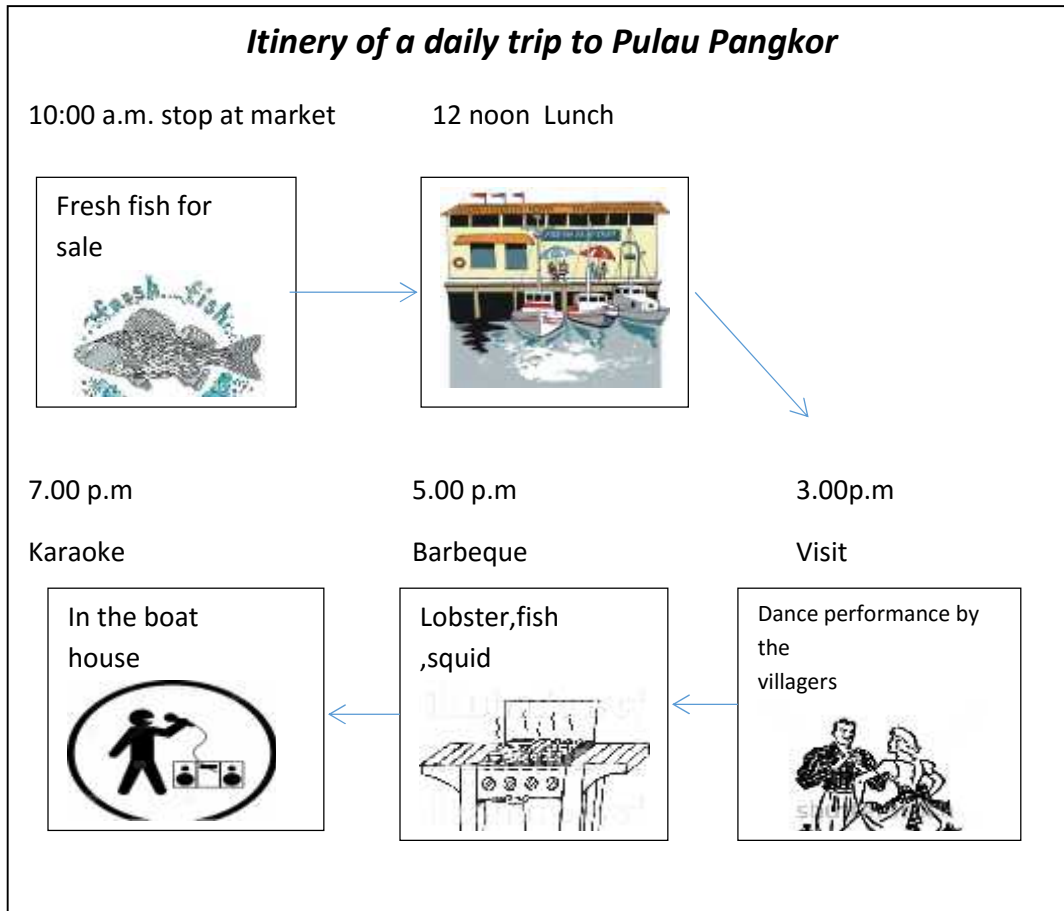 Itinery of a daily trip to Pulau Pangkor
10:00 a.m. stop at market
12 noon Lunch
Fresh fish for
sale
7.00 p.m
5.00 p.m
3.00p.m
Karaoke
Barbeque
Visit
In the boat
house
Lobster,fish
,squid
Dance performance by
the
villagers